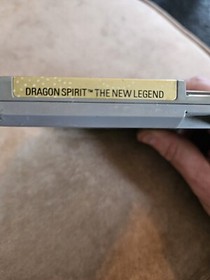 DRAGON SPIRIT™ THE NEW LEGEND